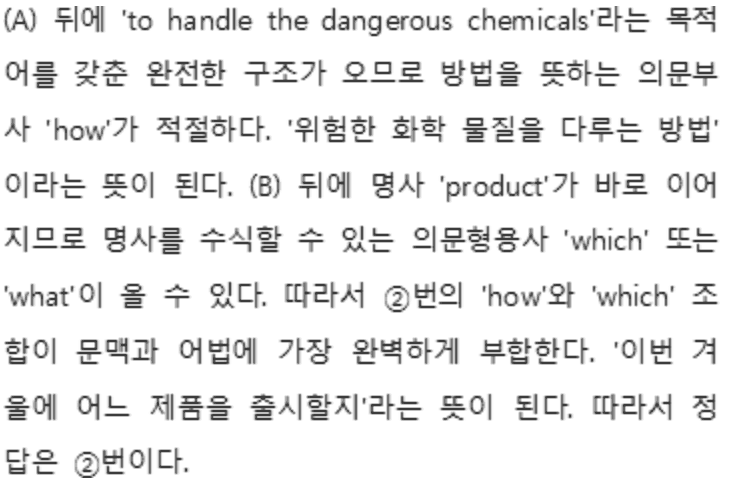 (A) 뒤에 'to handle the dangerous chemicals'라는 목적
어를 갖춘 완전한 구조가 오므로 방법을 뜻하는 의문부
사 'how'가 적절하다. '위험한 화학 물질을 다루는 방법'
이라는 뜻이 된다. (B) 뒤에 명사 'product'가 바로 이어
지므로 명사를 수식할 수 있는 의문형용사 'which' 또는
'what'이 올 수 있다. 따라서 ②번의 'how'와 'which' 조
합이 문맥과 어법에 가장 완벽하게 부합한다. '이번 겨
울에 어느 제품을 출시할지'라는 뜻이 된다. 따라서 정
답은 ②번이다.